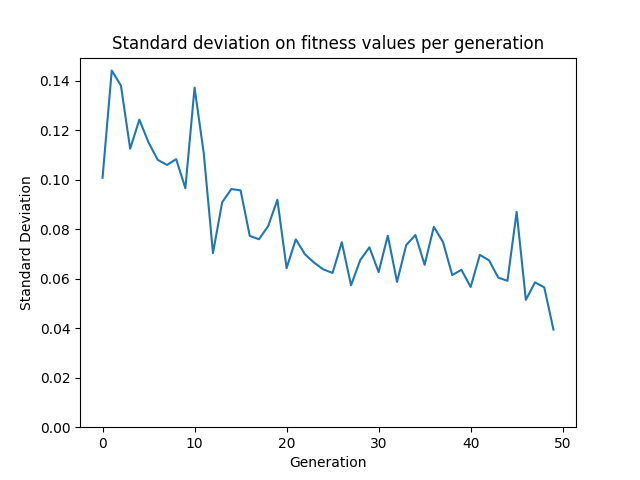 Standard deviation on fitness values per generation
0.14
0.12
0.10
0.08
0.06
0.04
0.02
0.00
Standard Deviation
0 10 20 30 40 50
Generation